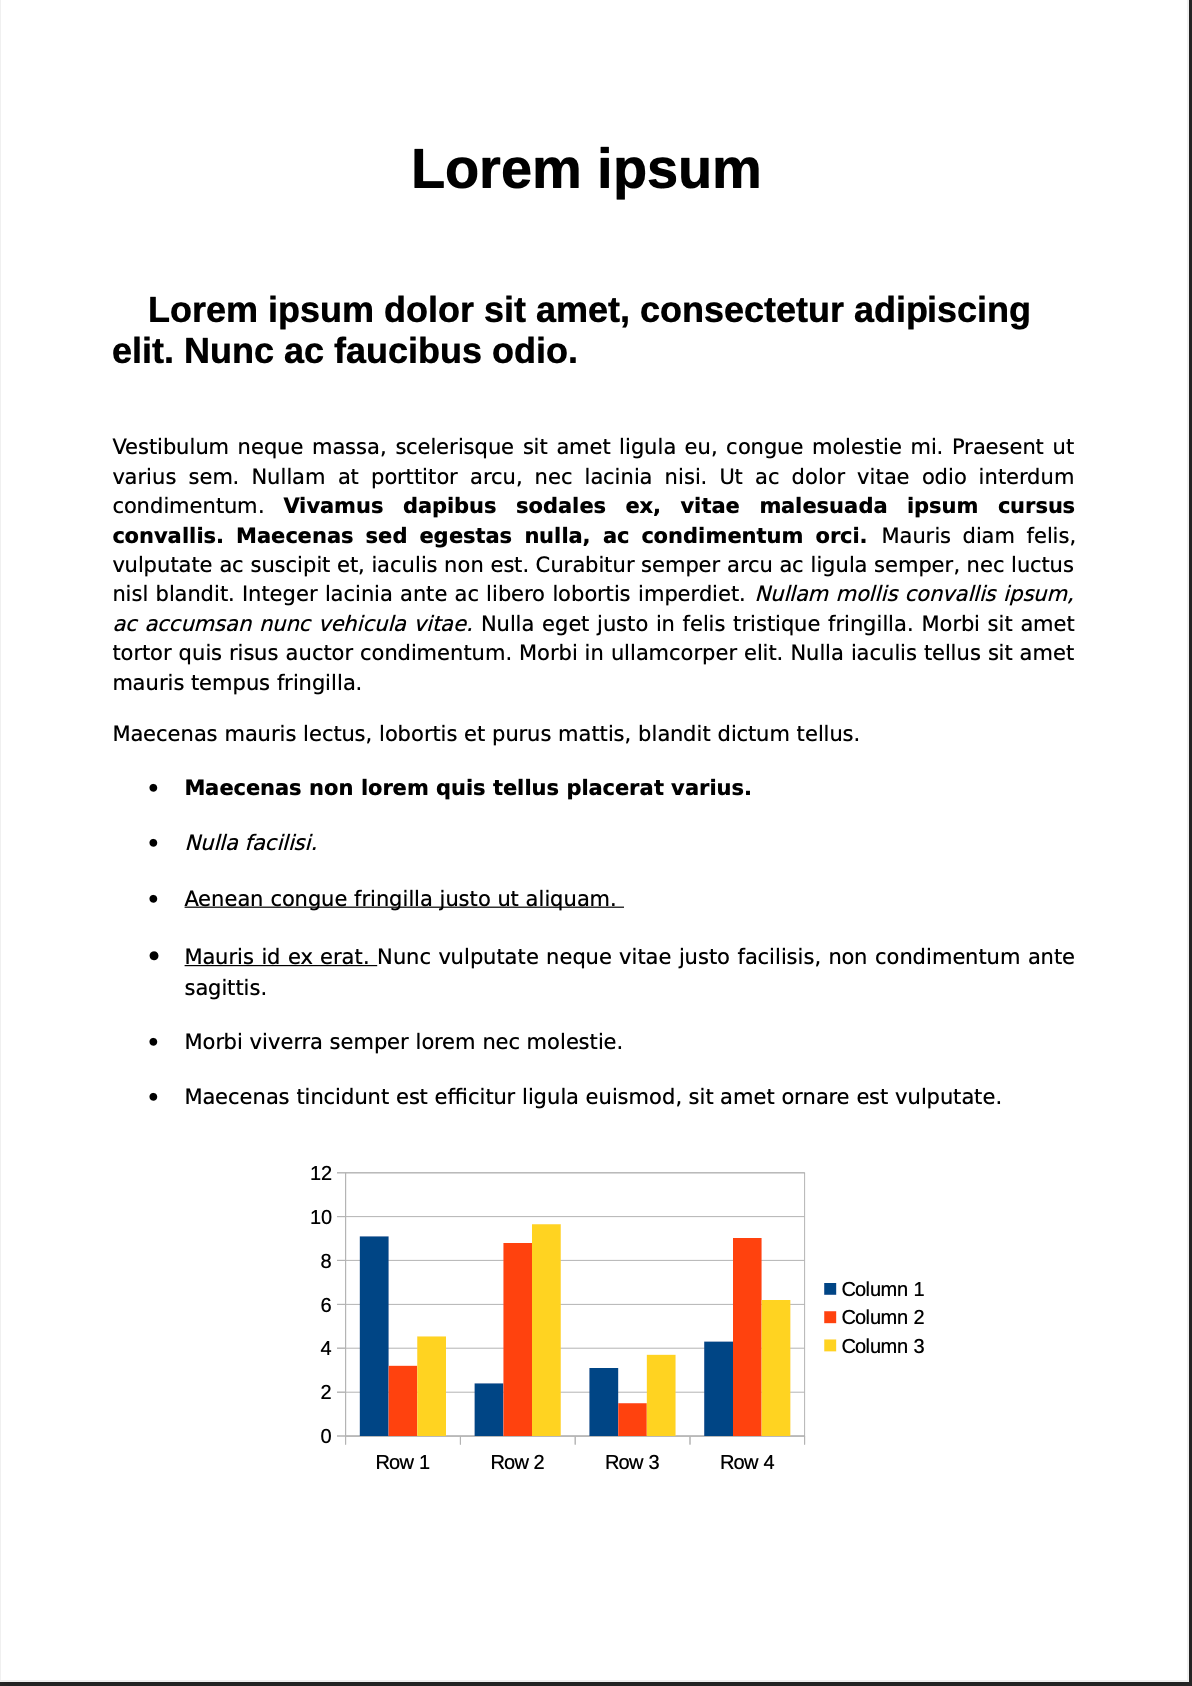 Lorem ipsum
Lorem ipsum dolor sit amet, consectetur adipiscing
elit. Nunc ac faucibus odio.
Vestibulum neque massa, scelerisque sit amet ligula eu, congue molestie mi. Praesent ut
varius sem. Nullam at porttitor arcu, nec lacinia nisi. Ut ac dolor vitae odio interdum
condimentum. Vivamus dapibus sodales ex, vitae malesuada ipsum cursus
convallis. Maecenas sed egestas nulla, ac condimentum orci. Mauris diam felis,
vulputate ac suscipit et, iaculis non est. Curabitur semper arcu ac ligula semper, nec luctus
nisl blandit. Integer lacinia ante ac libero lobortis imperdiet. Nullam mollis convallis ipsum,
ac accumsan nunc vehicula vitae. Nulla eget justo in felis tristique fringilla. Morbi sit amet
tortor quis risus auctor condimentum. Morbi in ullamcorper elit. Nulla iaculis tellus sit amet
mauris tempus fringilla.
Maecenas mauris lectus, lobortis et purus mattis, blandit dictum tellus.
• Maecenas non lorem quis tellus placerat varius.
• Nulla facilisi.
• Aenean congue fringilla justo ut aliquam.
• Mauris id ex erat. Nunc vulputate neque vitae justo facilisis, non condimentum ante
sagittis.
• Morbi viverra semper lorem nec molestie.
• Maecenas tincidunt est efficitur ligula euismod, sit amet ornare est vulputate.
12
10
8
6
4
2
0
Row 1 Row 2 Row 3 Row 4
Column 1
Column 2
Column 3